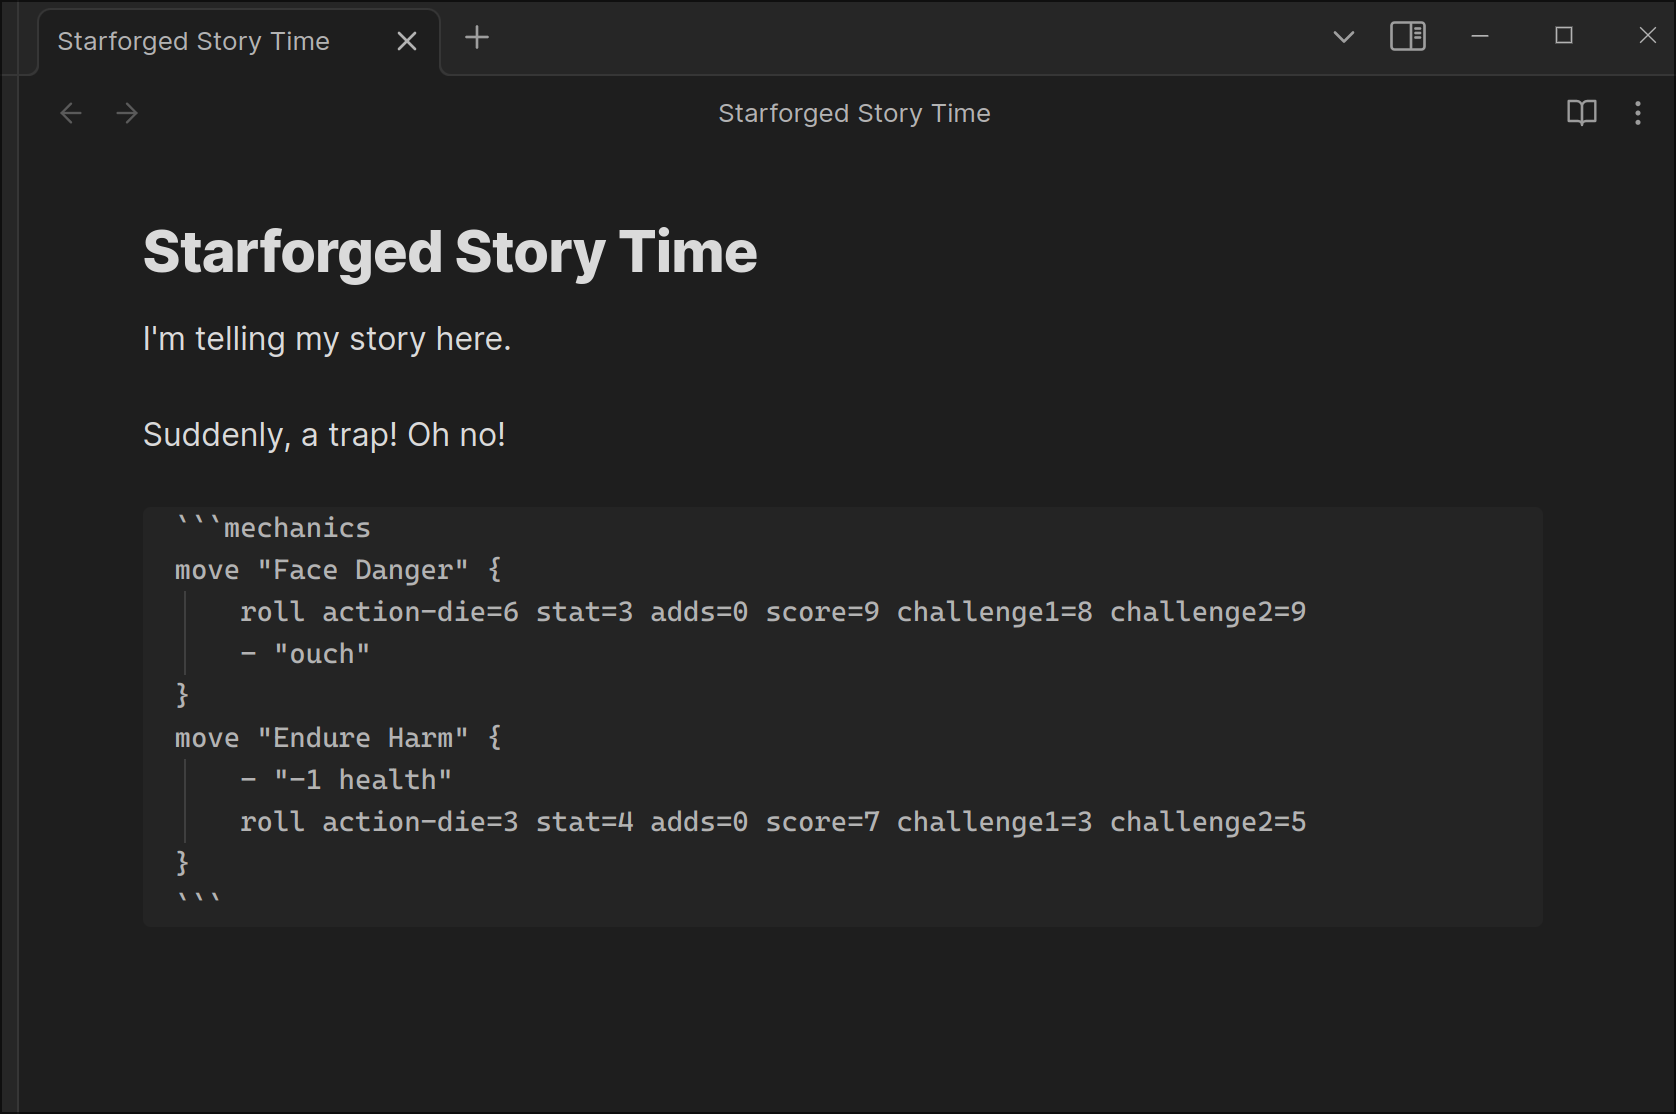 Starforged Story Time
Starforged Story Time
Starforged Story Time
I'm telling my story here.
Suddenly, a trap! Oh no!
```mechanics
move "Face Danger" {
    roll action-die=6 stat=3 adds=0 score=9 challenge1=8 challenge2=9
    - "ouch"
}
move "Endure Harm" {
    - "-1 health"
    roll action-die=3 stat=4 adds=0 score=7 challenge1=3 challenge2=5
}
```